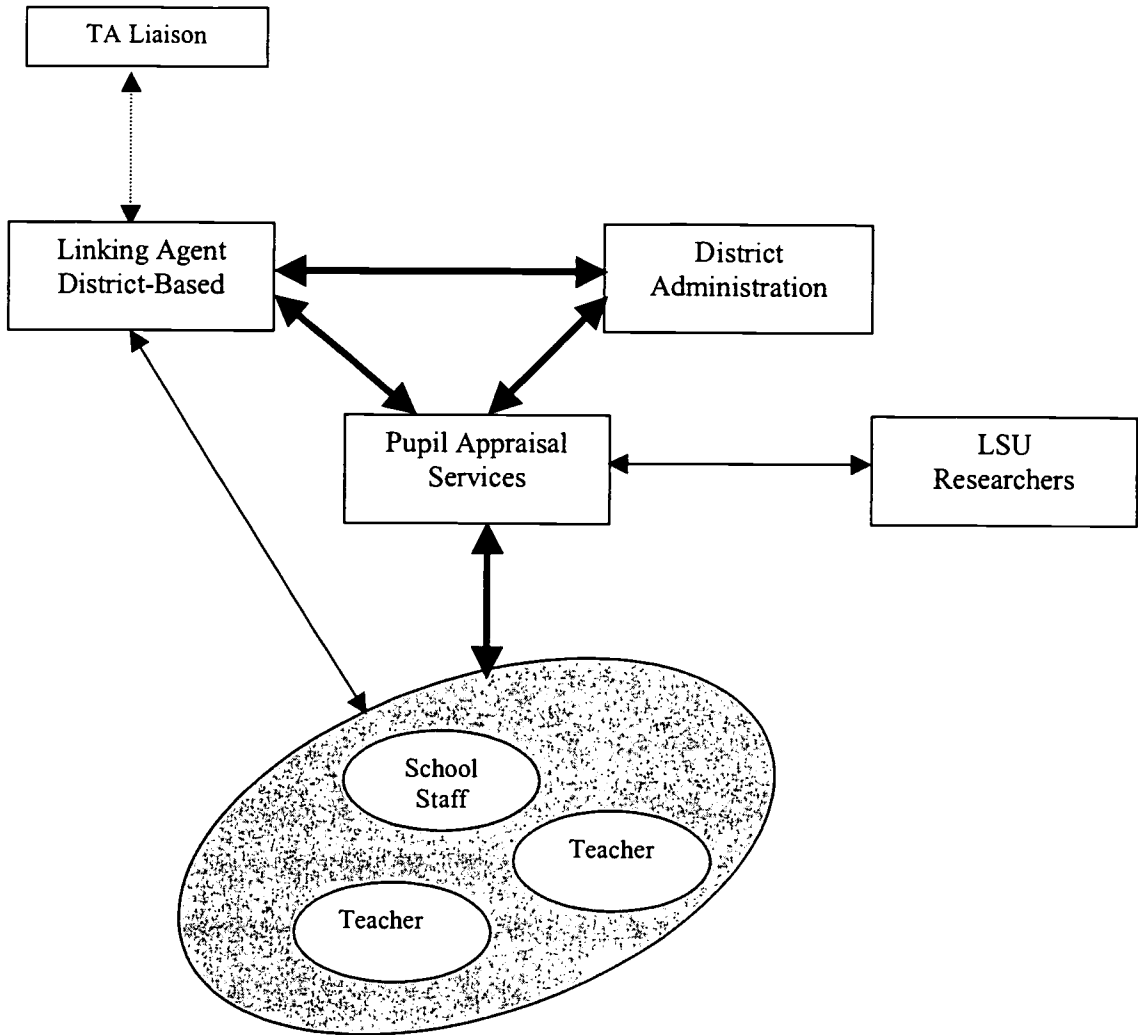 TA Liaison
Linking Agent
District-Based
District
Administration
Pupil Appraisal
Services
LSU
Researchers
School
Staff
Teacher
Teacher